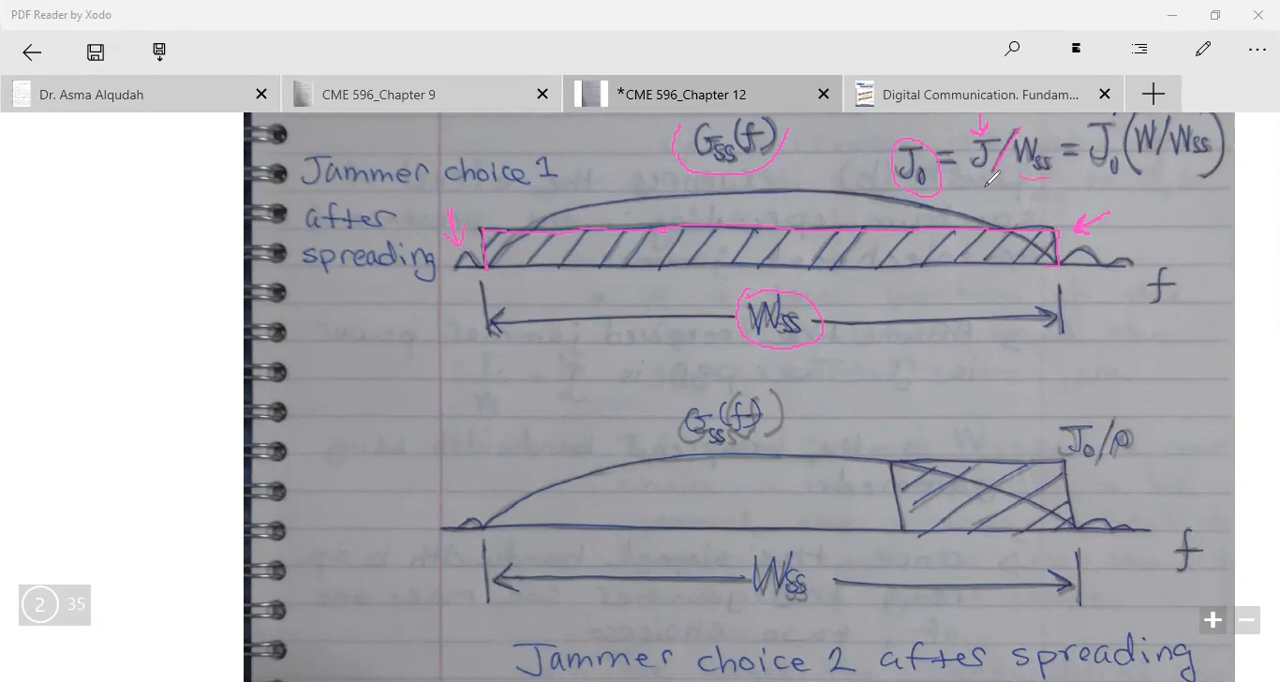 PDF Reader by Xodo
Dr. Asma Alqudah
CME 596_Chapter 9
*CME 596_Chapter 12
Digital Communication. Fundam...
Jammer choice 1
after
spreading
Gss(f)
J₀ = J/Wss = J₀'(W/Wss)
f
Wss
Gss(f)
J₀/ρ
f
Wss
Jammer choice 2 after spreading
2 35